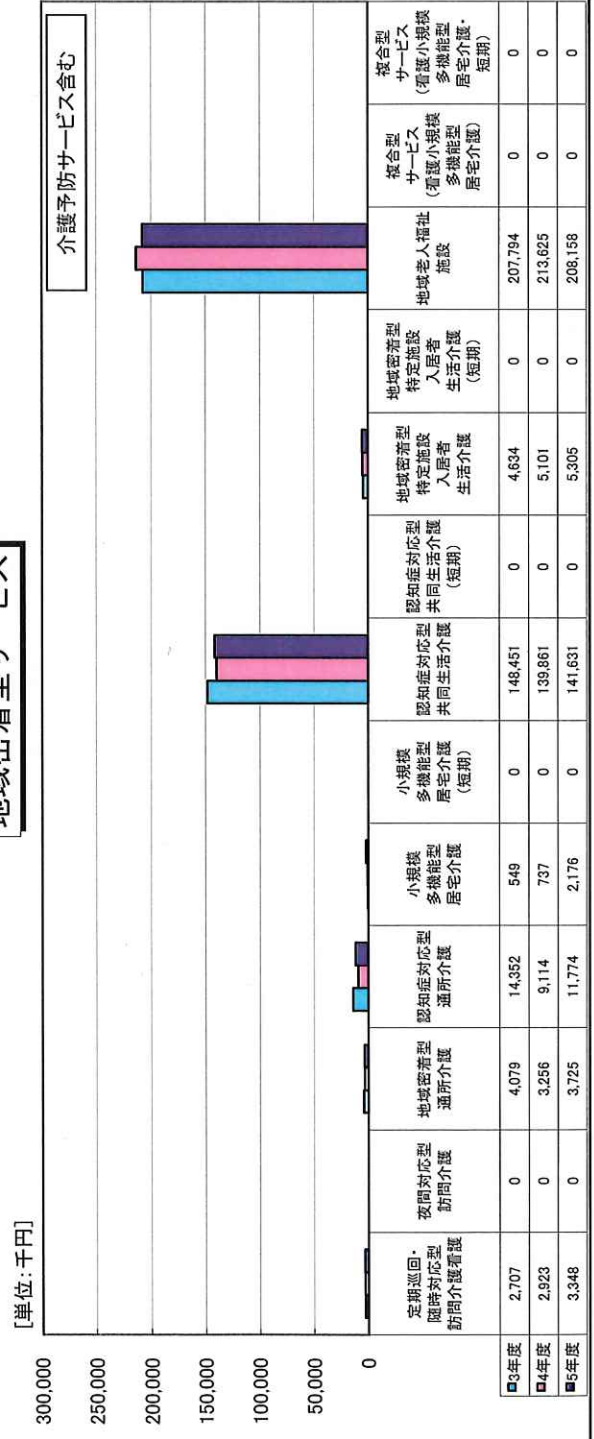 地域密着型サービス
[単位:千円]
介護予防サービス含む
300,000
250,000
200,000
150,000
100,000
50,000
0
定期巡回・
随時対応型
訪問介護看護
夜間対応型
訪問介護
地域密着型
通所介護
認知症対応型
通所介護
小規模
多機能型
居宅介護
小規模
多機能型
居宅介護
(短期)
認知症対応型
共同生活介護
認知症対応型
共同生活介護
(短期)
地域密着型
特定施設
入居者
生活介護
地域密着型
特定施設
入居者
生活介護
(短期)
地域老人福祉
施設
複合型
サービス
(看護小規模
多機能型
居宅介護)
複合型
サービス
(看護小規模
多機能型
居宅介護・
短期)
3年度 2,707 0 4,079 14,352 549 0 148,451 0 4,634 0 207,794 0 0
4年度 2,923 0 3,256 9,114 737 0 139,861 0 5,101 0 213,625 0 0
5年度 3,348 0 3,725 11,774 2,176 0 141,631 0 5,305 0 208,158 0 0